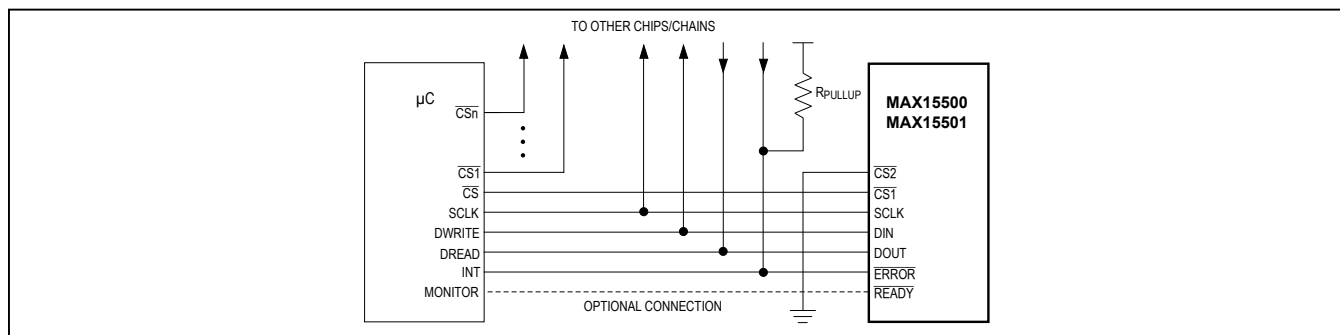 TO OTHER CHIPS/CHAINS
µC
CSn
RPULLUP
MAX15500
MAX15501
CS1
CS2
CS
CS1
SCLK
SCLK
DWRITE
DIN
DREAD
DOUT
INT
ERROR
MONITOR
OPTIONAL CONNECTION
READY